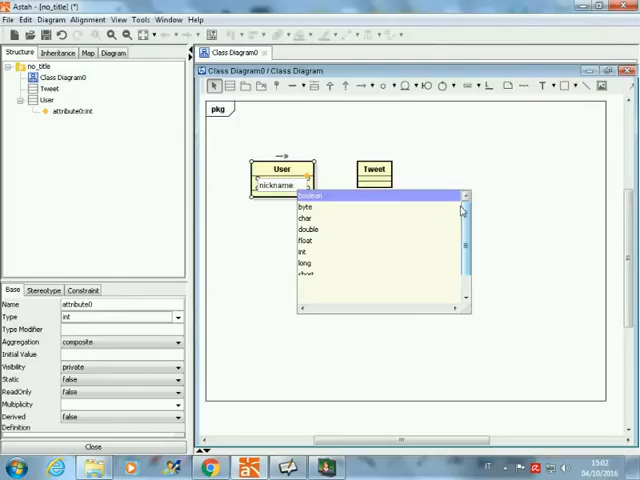 Astah - [no_title] (*)
File Edit Diagram Alignment View Tools Window Help
Structure Inheritance Map Diagram
no_title
Class Diagram0
Tweet
User
attribute0:int
Class Diagram0
Class Diagram0 / Class Diagram
pkg
User
nickname:
Tweet
boolean
byte
char
double
float
int
long
short
Base Stereotype Constraint
Name attribute0
Type int
Type Modifier
Aggregation composite
Initial Value
Visibility private
Static false
ReadOnly false
Multiplicity
Derived false
Definition
Close
IT
15:02
04/10/2016